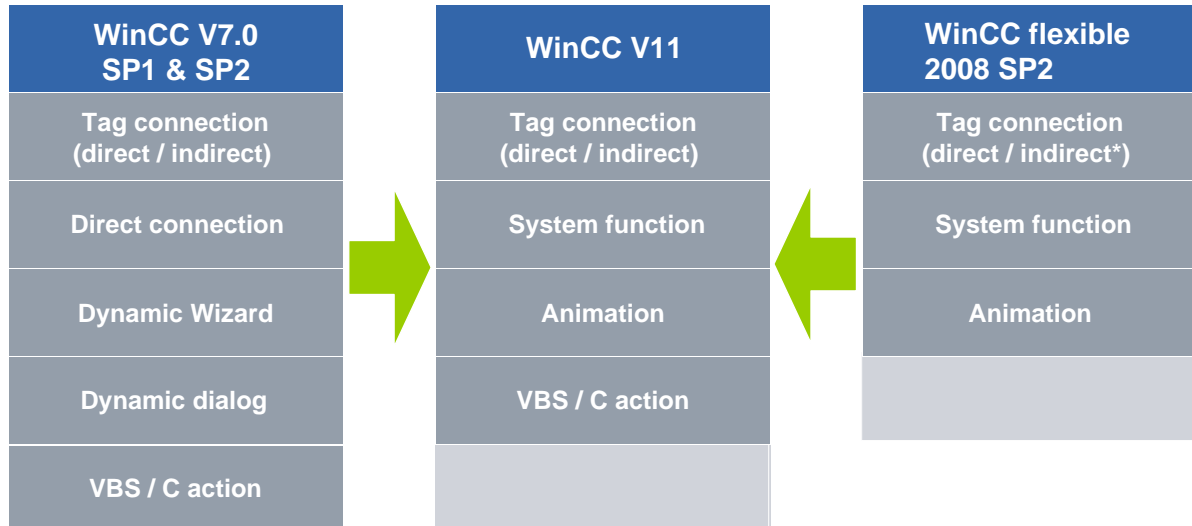 WinCC V7.0
SP1 & SP2
Tag connection
(direct / indirect)
Direct connection
Dynamic Wizard
Dynamic dialog
VBS / C action
WinCC V11
Tag connection
(direct / indirect)
System function
Animation
VBS / C action
WinCC flexible
2008 SP2
Tag connection
(direct / indirect*)
System function
Animation